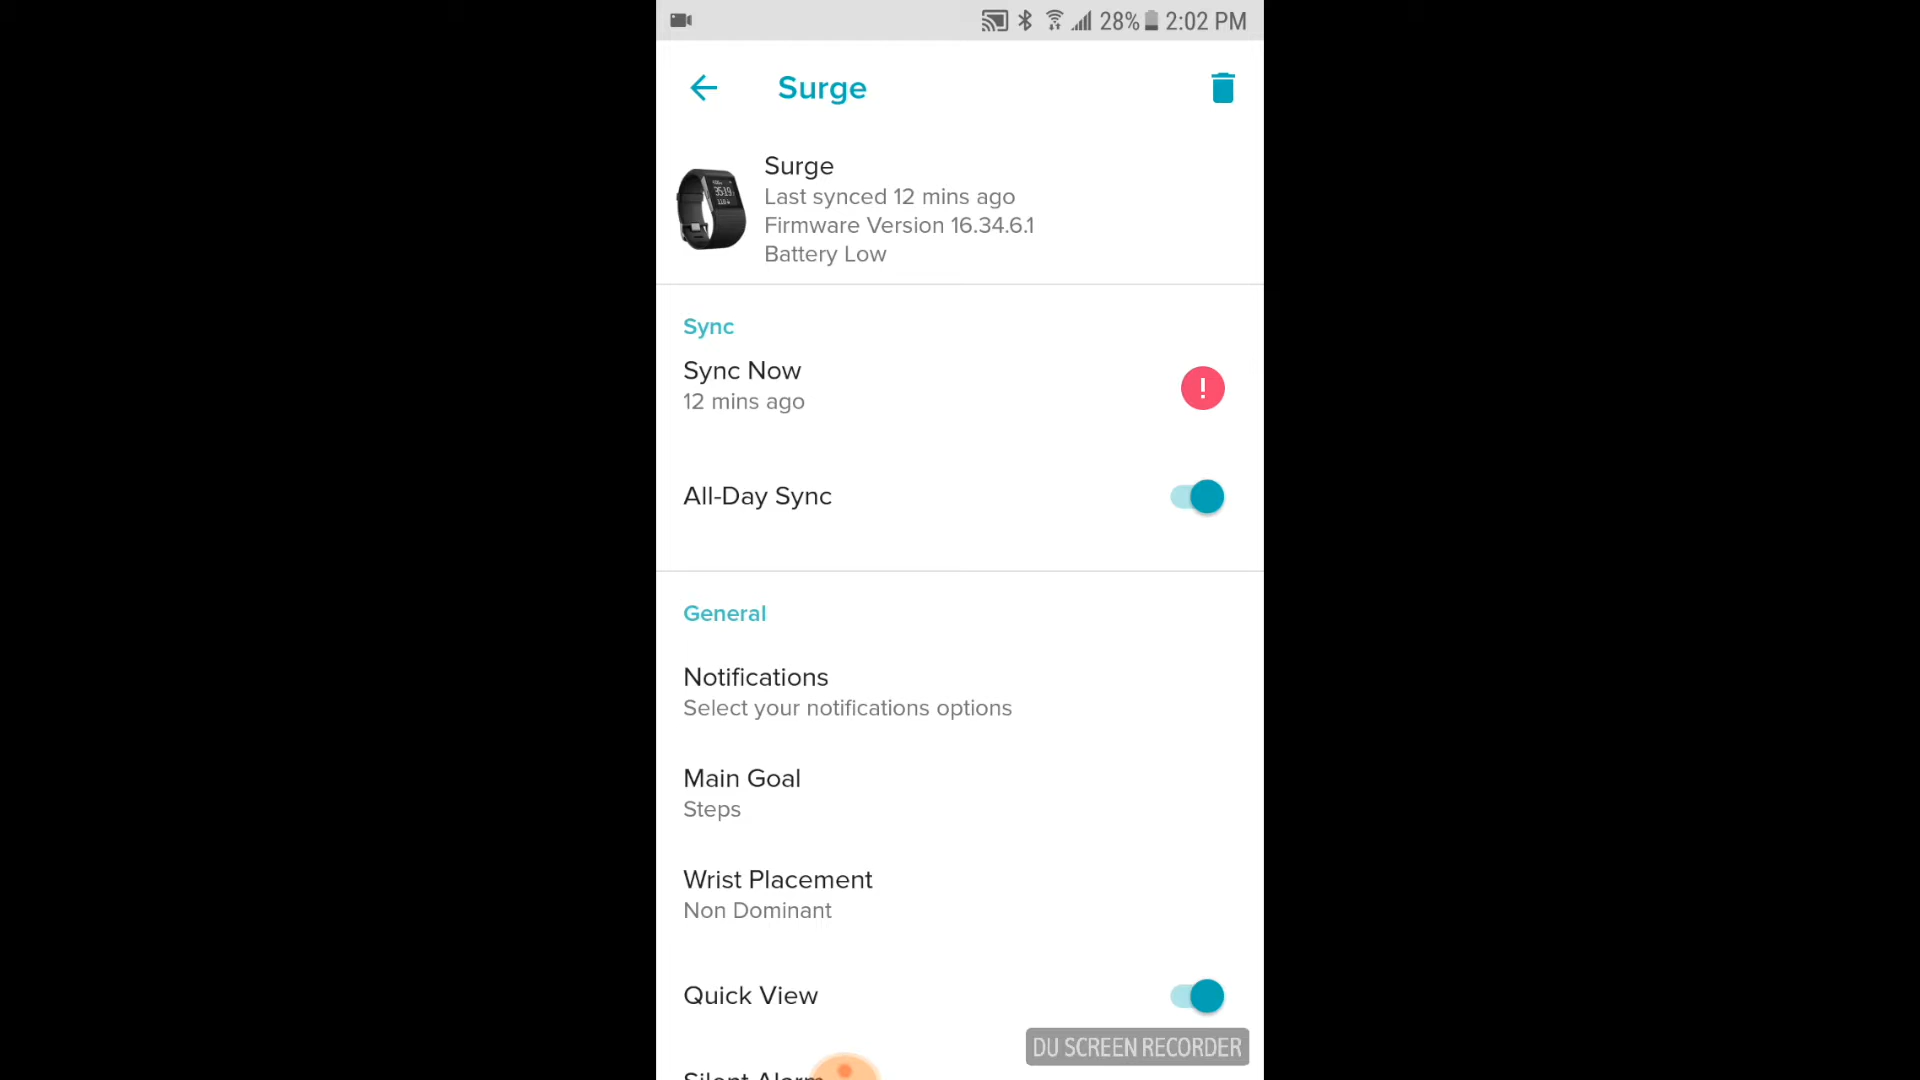 28% 2:02 PM
Surge
Surge
Last synced 12 mins ago
Firmware Version 16.34.6.1
Battery Low
Sync
Sync Now
12 mins ago
!
All-Day Sync
General
Notifications
Select your notifications options
Main Goal
Steps
Wrist Placement
Non Dominant
Quick View
DU SCREEN RECORDER
Silent Alarm